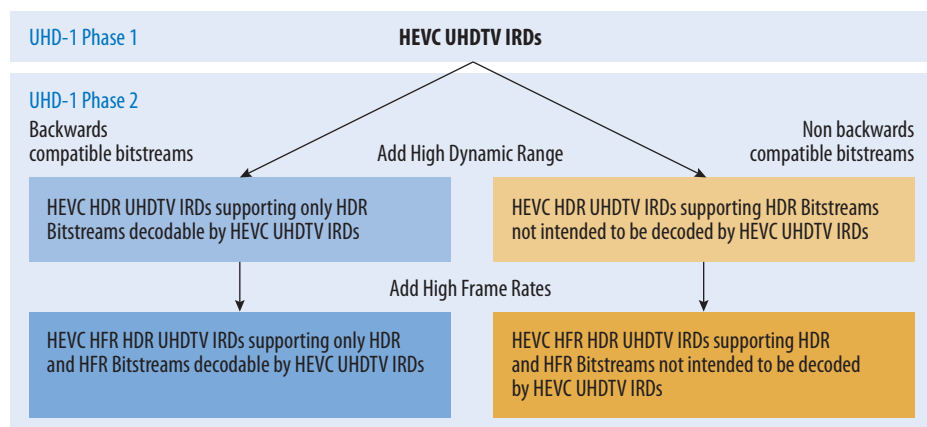 UHD-1 Phase 1
HEVC UHDTV IRDs
UHD-1 Phase 2
Backwards
compatible bitstreams
Add High Dynamic Range
Non backwards
compatible bitstreams
HEVC HDR UHDTV IRDs supporting only HDR
Bitstreams decodable by HEVC UHDTV IRDs
HEVC HDR UHDTV IRDs supporting HDR Bitstreams
not intended to be decoded by HEVC UHDTV IRDs
Add High Frame Rates
HEVC HFR HDR UHDTV IRDs supporting only HDR
and HFR Bitstreams decodable by HEVC UHDTV IRDs
HEVC HFR HDR UHDTV IRDs supporting HDR
and HFR Bitstreams not intended to be decoded
by HEVC UHDTV IRDs